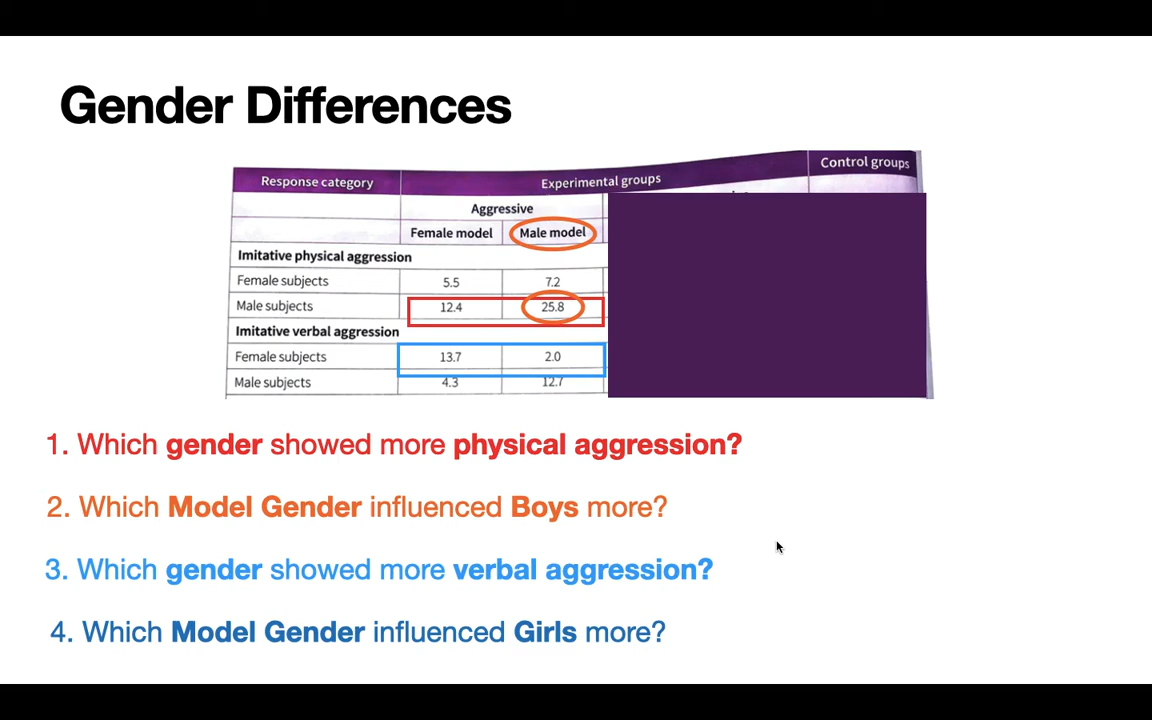 Gender Differences
Response category Experimental groups Control groups
Aggressive
Female model Male model
Imitative physical aggression
Female subjects 5.5 7.2
Male subjects 12.4 25.8
Imitative verbal aggression
Female subjects 13.7 2.0
Male subjects 4.3 12.7
1. Which gender showed more physical aggression?
2. Which Model Gender influenced Boys more?
3. Which gender showed more verbal aggression?
4. Which Model Gender influenced Girls more?